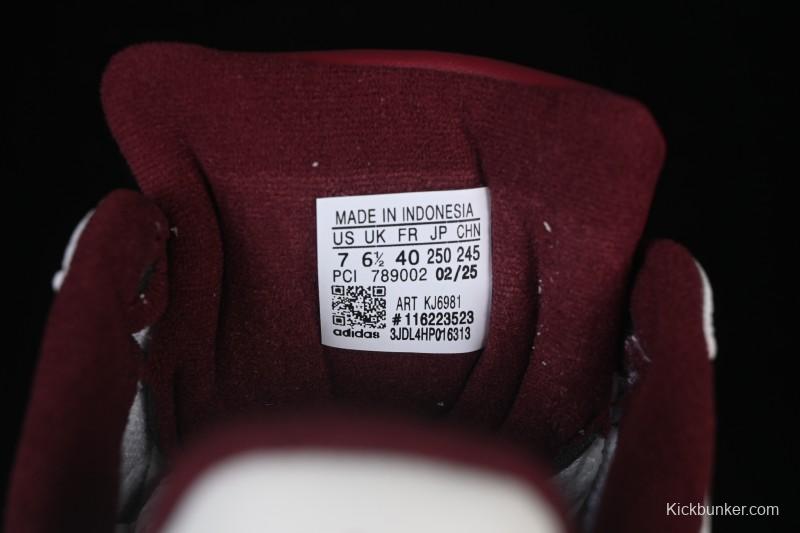 MADE IN INDONESIA
US UK FR JP CHN
7 6½ 40 250 245
PCI 789002 02/25
ART KJ6981
#116223523
adidas 3JDL4HP016313
Kickbunker.com